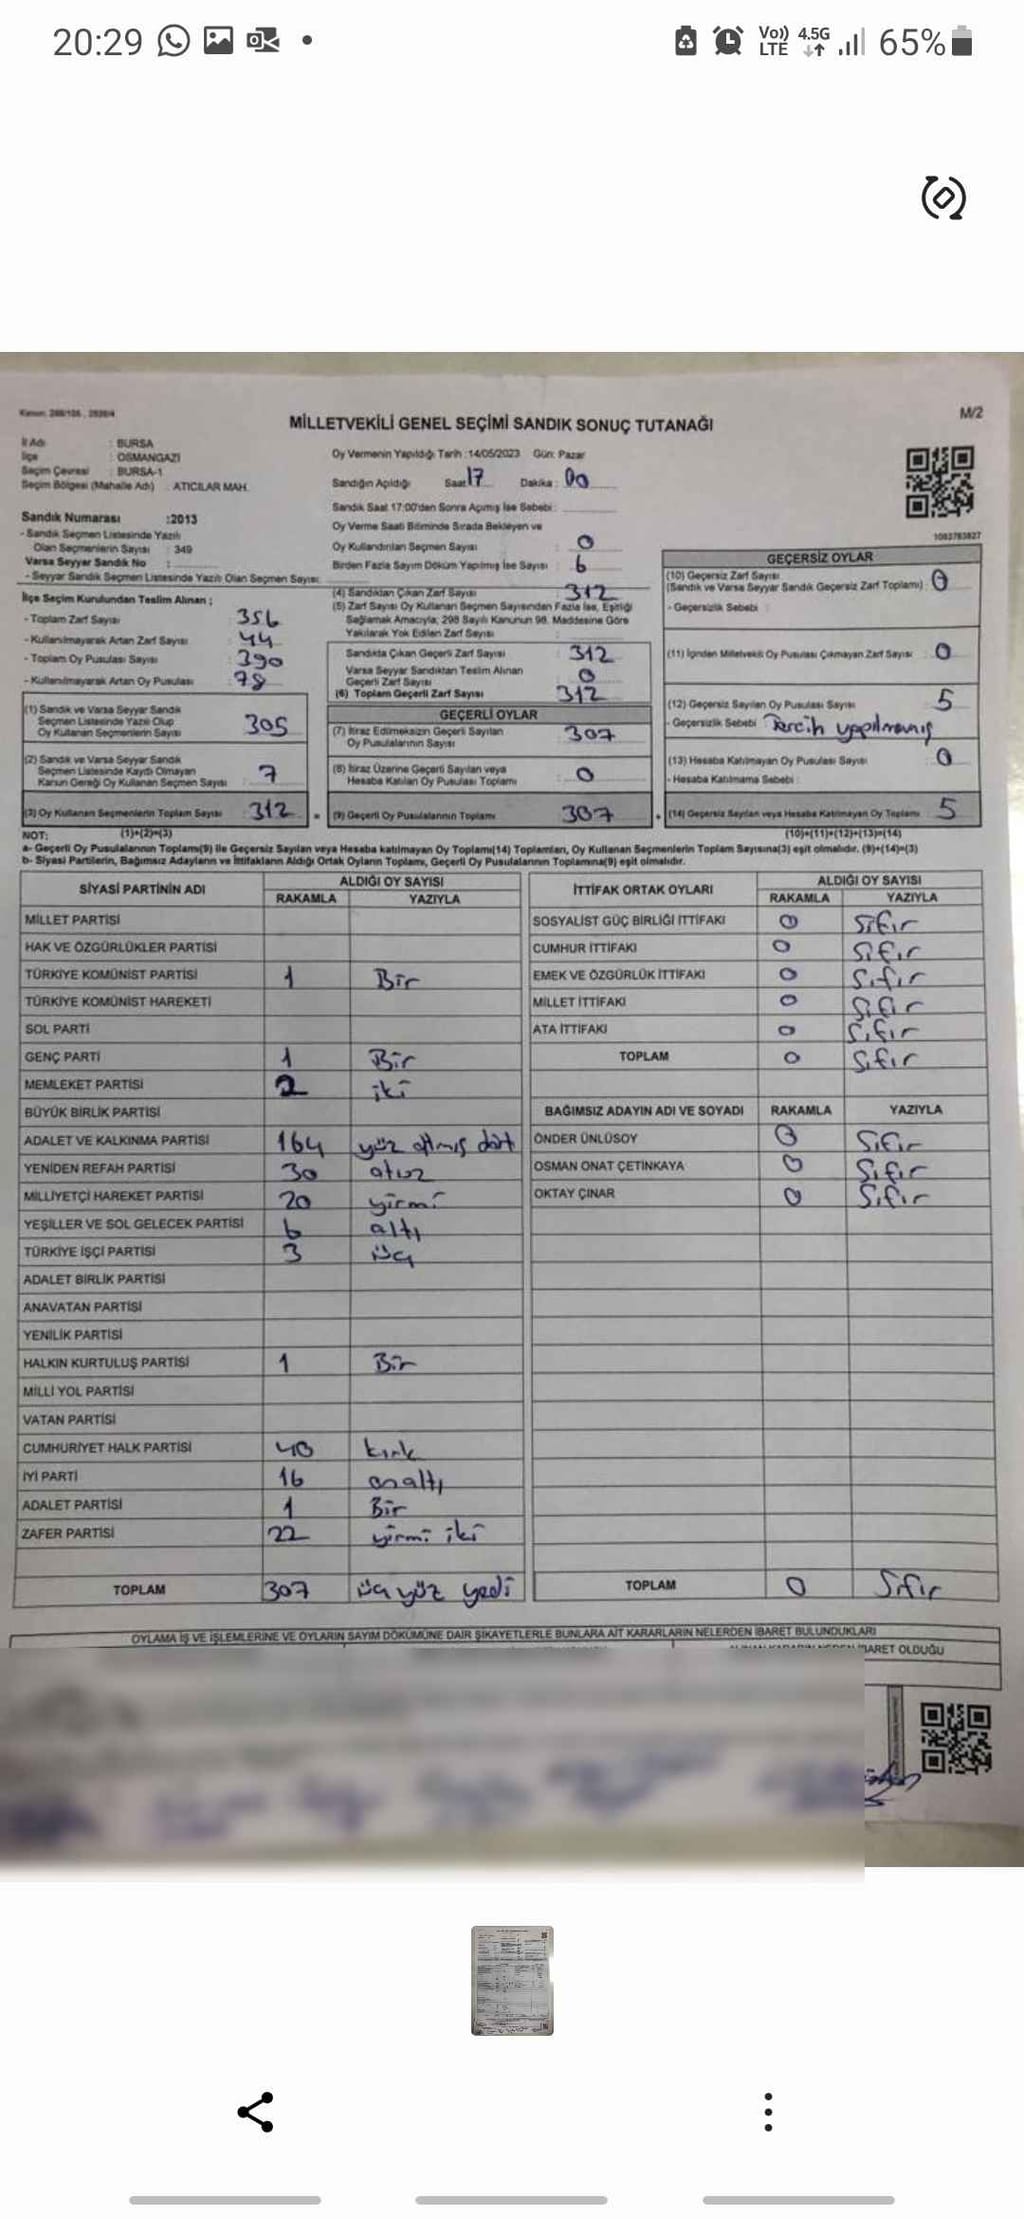 20:29
Vo)) LTE 4.5G 65%
Kanun: 298/105 , 2839/4
M/2
MİLLETVEKİLİ GENEL SEÇİMİ SANDIK SONUÇ TUTANAĞI
İl Adı : BURSA
İlçe : OSMANGAZİ
Seçim Çevresi : BURSA-1
Seçim Bölgesi (Mahalle Adı) : ATICILAR MAH.
Sandık Numarası :2013
- Sandık Seçmen Listesinde Yazılı
Olan Seçmenlerin Sayısı : 349
Varsa Seyyar Sandık No :
- Seyyar Sandık Seçmen Listesinde Yazılı Olan Seçmen Sayısı:
İlçe Seçim Kurulundan Teslim Alınan ;
- Toplam Zarf Sayısı 356
- Kullanılmayarak Artan Zarf Sayısı 44
- Toplam Oy Pusulası Sayısı 390
- Kullanılmayarak Artan Oy Pusulası 78
(1) Sandık ve Varsa Seyyar Sandık
Seçmen Listesinde Yazılı Olup
Oy Kullanan Seçmenlerin Sayısı 305
(2) Sandık ve Varsa Seyyar Sandık
Seçmen Listesinde Kaydı Olmayan
Kanun Gereği Oy Kullanan Seçmen Sayısı 7
(3) Oy Kullanan Seçmenlerin Toplam Sayısı 312
Oy Vermenin Yapıldığı Tarih :14/05/2023 Gün: Pazar
Sandığın Açıldığı Saat 17 Dakika : 00
Sandık Saat 17:00'den Sonra Açılmış İse Sebebi :
Oy Verme Saati Bitiminde Sırada Bekleyen ve
Oy Kullandırılan Seçmen Sayısı : 0
Birden Fazla Sayım Döküm Yapılmış İse Sayısı : 6
(4) Sandıktan Çıkan Zarf Sayısı : 312
(5) Zarf Sayısı Oy Kullanan Seçmen Sayısından Fazla İse, Eşitliği
Sağlamak Amacıyla; 298 Sayılı Kanunun 98. Maddesine Göre
Yakılarak Yok Edilen Zarf Sayısı :
Sandıkta Çıkan Geçerli Zarf Sayısı : 312
Varsa Seyyar Sandıktan Teslim Alınan
Geçerli Zarf Sayısı : 0
(6) Toplam Geçerli Zarf Sayısı 312
GEÇERLİ OYLAR
(7) İtiraz Edilmeksizin Geçerli Sayılan
Oy Pusulalarının Sayısı : 307
(8) İtiraz Üzerine Geçerli Sayılan veya
Hesaba Katılan Oy Pusulası Toplamı : 0
(9) Geçerli Oy Pusulalarının Toplamı 307
1083783827
GEÇERSİZ OYLAR
(10) Geçersiz Zarf Sayısı
(Sandık ve Varsa Seyyar Sandık Geçersiz Zarf Toplamı) : 0
- Geçersizlik Sebebi :
(11) İçinden Milletvekili Oy Pusulası Çıkmayan Zarf Sayısı : 0
(12) Geçersiz Sayılan Oy Pusulası Sayısı : 5
- Geçersizlik Sebebi : Tercih yapılmamış
(13) Hesaba Katılmayan Oy Pusulası Sayısı : 0
- Hesaba Katılmama Sebebi :
(14) Geçersiz Sayılan veya Hesaba Katılmayan Oy Toplamı 5
NOT: (1)+(2)=(3) (10)+(11)+(12)+(13)=(14)
a- Geçerli Oy Pusulalarının Toplamı(9) ile Geçersiz Sayılan veya Hesaba katılmayan Oy Toplamı(14) Toplamları, Oy Kullanan Seçmenlerin Toplam Sayısına(3) eşit olmalıdır. (9)+(14)=(3)
b- Siyasi Partilerin, Bağımsız Adayların ve İttifakların Aldığı Ortak Oyların Toplamı, Geçerli Oy Pusulalarının Toplamına(9) eşit olmalıdır.
SİYASİ PARTİNİN ADI ALDIĞI OY SAYISI
RAKAMLA YAZIYLA
MİLLET PARTİSİ
HAK VE ÖZGÜRLÜKLER PARTİSİ
TÜRKİYE KOMÜNİST PARTİSİ 1 Bir
TÜRKİYE KOMÜNİST HAREKETİ
SOL PARTİ
GENÇ PARTİ 1 Bir
MEMLEKET PARTİSİ 2 iki
BÜYÜK BİRLİK PARTİSİ
ADALET VE KALKINMA PARTİSİ 164 yüz altmış dört
YENİDEN REFAH PARTİSİ 30 otuz
MİLLİYETÇİ HAREKET PARTİSİ 20 yirmi
YEŞİLLER VE SOL GELECEK PARTİSİ 6 altı
TÜRKİYE İŞÇİ PARTİSİ 3 üç
ADALET BİRLİK PARTİSİ
ANAVATAN PARTİSİ
YENİLİK PARTİSİ
HALKIN KURTULUŞ PARTİSİ 1 Bir
MİLLİ YOL PARTİSİ
VATAN PARTİSİ
CUMHURİYET HALK PARTİSİ 40 kırk
İYİ PARTİ 16 onaltı
ADALET PARTİSİ 1 Bir
ZAFER PARTİSİ 22 yirmi iki
TOPLAM 307 üç yüz yedi
İTTİFAK ORTAK OYLARI ALDIĞI OY SAYISI
RAKAMLA YAZIYLA
SOSYALİST GÜÇ BİRLİĞİ İTTİFAKI 0 Sıfır
CUMHUR İTTİFAKI 0 Sıfır
EMEK VE ÖZGÜRLÜK İTTİFAKI 0 Sıfır
MİLLET İTTİFAKI 0 Sıfır
ATA İTTİFAKI 0 Sıfır
TOPLAM 0 Sıfır
BAĞIMSIZ ADAYIN ADI VE SOYADI RAKAMLA YAZIYLA
ÖNDER ÜNLÜSOY 0 Sıfır
OSMAN ONAT ÇETİNKAYA 0 Sıfır
OKTAY ÇINAR 0 Sıfır
TOPLAM 0 Sıfır
OYLAMA İŞ VE İŞLEMLERİNE VE OYLARIN SAYIM DÖKÜMÜNE DAİR ŞİKAYETLERLE BUNLARA AİT KARARLARIN NELERDEN İBARET BULUNDUKLARI
OLDUĞU